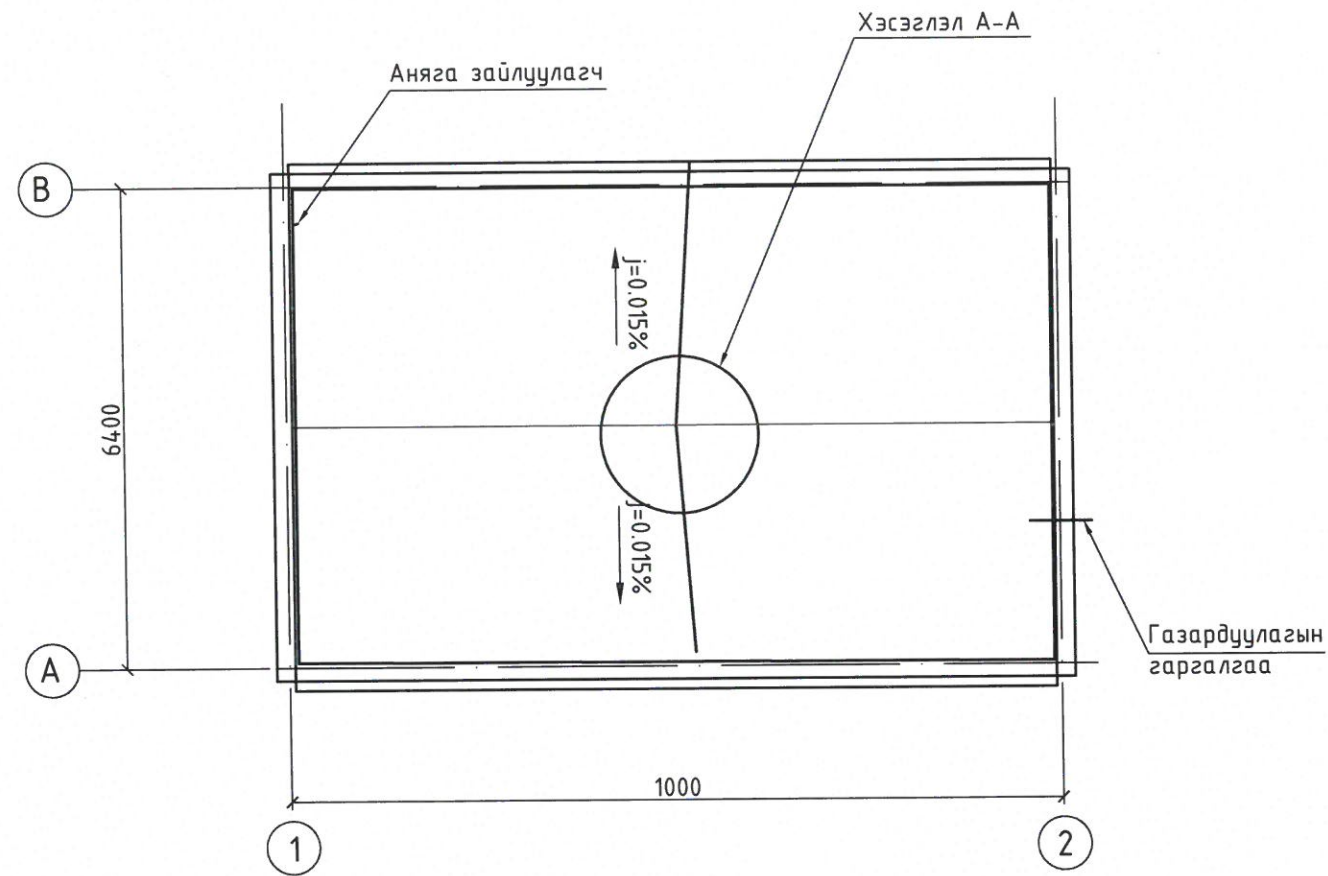 Хэсэглэл А-А
Аняга зайлуулагч
В
j=0.015%
6400
j=0.015%
Газардуулагын
гаргалгаа
А
1000
1
2